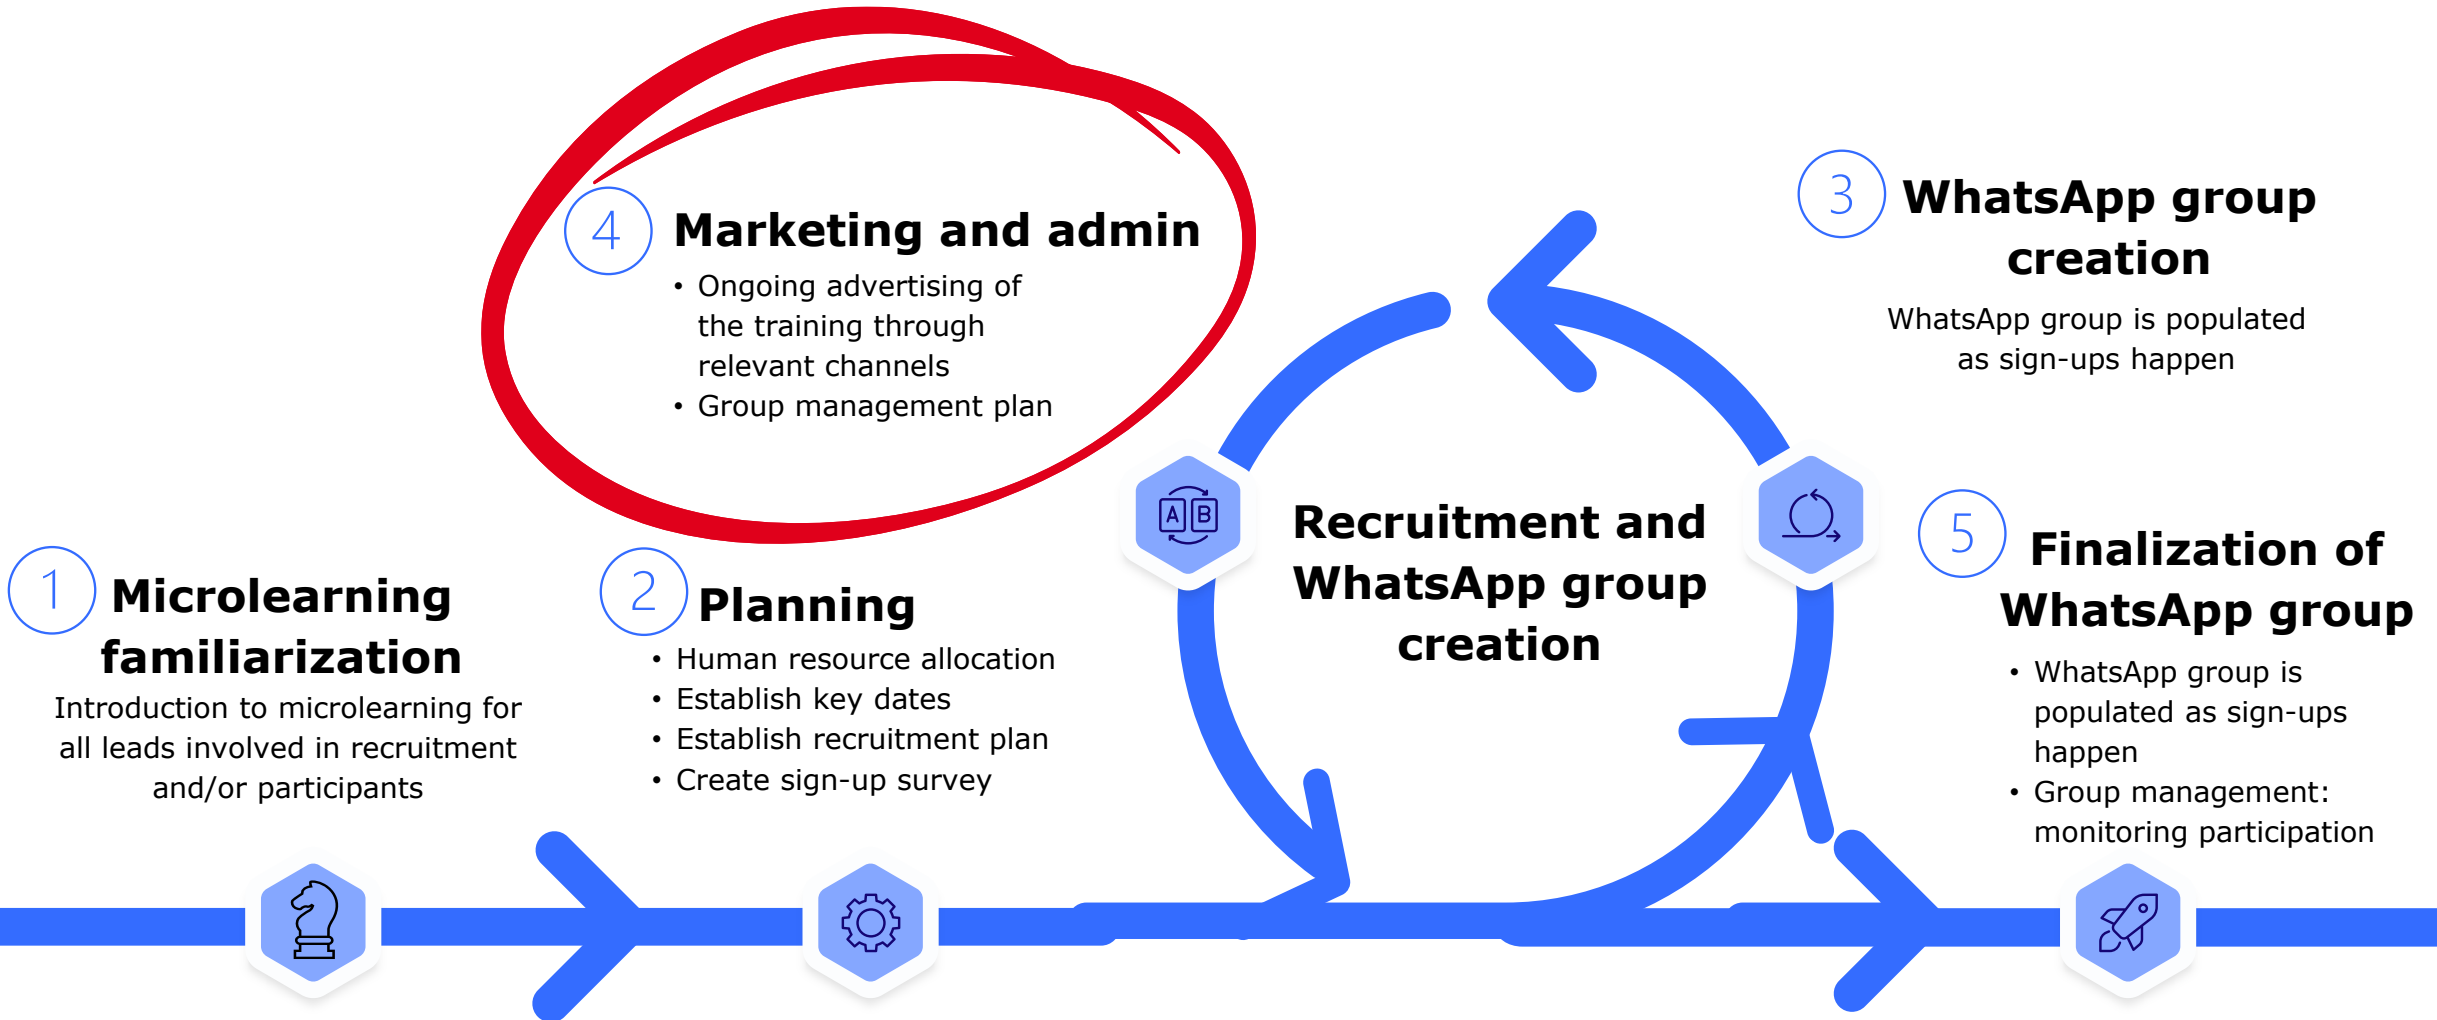 1
Microlearning
familiarization
Introduction to microlearning for
all leads involved in recruitment
and/or participants
2
Planning
• Human resource allocation
• Establish key dates
• Establish recruitment plan
• Create sign-up survey
3
WhatsApp group
creation
WhatsApp group is populated
as sign-ups happen
4
Marketing and admin
• Ongoing advertising of
the training through
relevant channels
• Group management plan
A B
Recruitment and
WhatsApp group
creation
5
Finalization of
WhatsApp group
• WhatsApp group is
populated as sign-ups
happen
• Group management:
monitoring participation